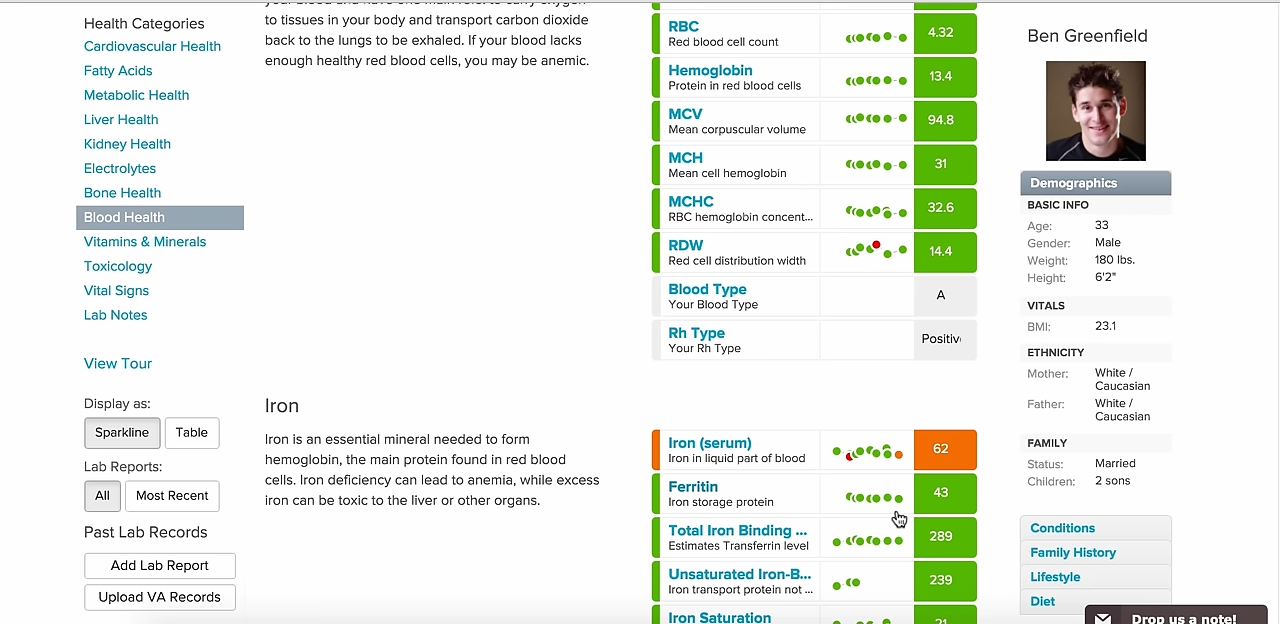 Health Categories
Cardiovascular Health
Fatty Acids
Metabolic Health
Liver Health
Kidney Health
Electrolytes
Bone Health
Blood Health
Vitamins & Minerals
Toxicology
Vital Signs
Lab Notes
View Tour
Display as:
Sparkline
Table
Lab Reports:
All
Most Recent
Past Lab Records
Add Lab Report
Upload VA Records
to tissues in your body and transport carbon dioxide
back to the lungs to be exhaled. If your blood lacks
enough healthy red blood cells, you may be anemic.
RBC
Red blood cell count
4.32
Hemoglobin
Protein in red blood cells
13.4
MCV
Mean corpuscular volume
94.8
MCH
Mean cell hemoglobin
31
MCHC
RBC hemoglobin concent...
32.6
RDW
Red cell distribution width
14.4
Blood Type
Your Blood Type
A
Rh Type
Your Rh Type
Positiv
Iron
Iron is an essential mineral needed to form
hemoglobin, the main protein found in red blood
cells. Iron deficiency can lead to anemia, while excess
iron can be toxic to the liver or other organs.
Iron (serum)
Iron in liquid part of blood
62
Ferritin
Iron storage protein
43
Total Iron Binding ...
Estimates Transferrin level
289
Unsaturated Iron-B...
Iron transport protein not ...
239
Iron Saturation
21
Ben Greenfield
Demographics
BASIC INFO
Age: 33
Gender: Male
Weight: 180 lbs.
Height: 6'2"
VITALS
BMI: 23.1
ETHNICITY
Mother: White /
Caucasian
Father: White /
Caucasian
FAMILY
Status: Married
Children: 2 sons
Conditions
Family History
Lifestyle
Diet
Drop us a note!